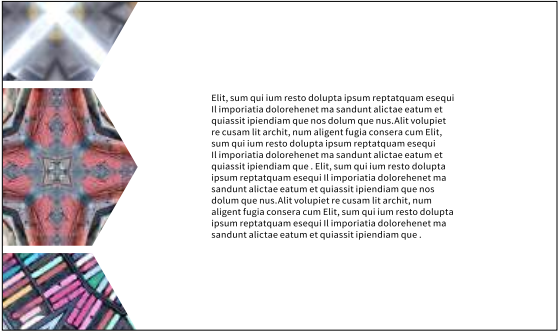 Elit, sum qui ium resto dolupta ipsum reptatquam esequi
Il imporiatia dolorehenet ma sandunt alictae eatum et
quiassit ipiendiam que nos dolum que nus.Alit volupiet
re cusam lit archit, num aligent fugia consera cum Elit,
sum qui ium resto dolupta ipsum reptatquam esequi
Il imporiatia dolorehenet ma sandunt alictae eatum et
quiassit ipiendiam que . Elit, sum qui ium resto dolupta
ipsum reptatquam esequi Il imporiatia dolorehenet ma
sandunt alictae eatum et quiassit ipiendiam que nos
dolum que nus.Alit volupiet re cusam lit archit, num
aligent fugia consera cum Elit, sum qui ium resto dolupta
ipsum reptatquam esequi Il imporiatia dolorehenet ma
sandunt alictae eatum et quiassit ipiendiam que .